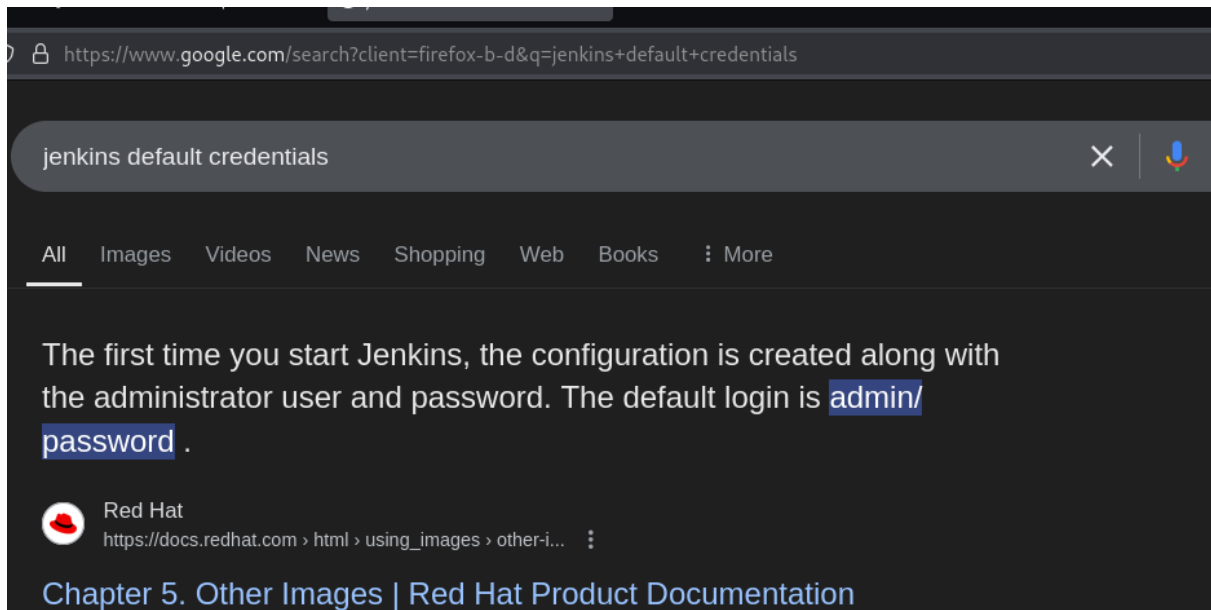 https://www.google.com/search?client=firefox-b-d&q=jenkins+default+credentials
jenkins default credentials
All Images Videos News Shopping Web Books More
The first time you start Jenkins, the configuration is created along with
the administrator user and password. The default login is admin/
password .
Red Hat
https://docs.redhat.com › html › using_images › other-i...
Chapter 5. Other Images | Red Hat Product Documentation